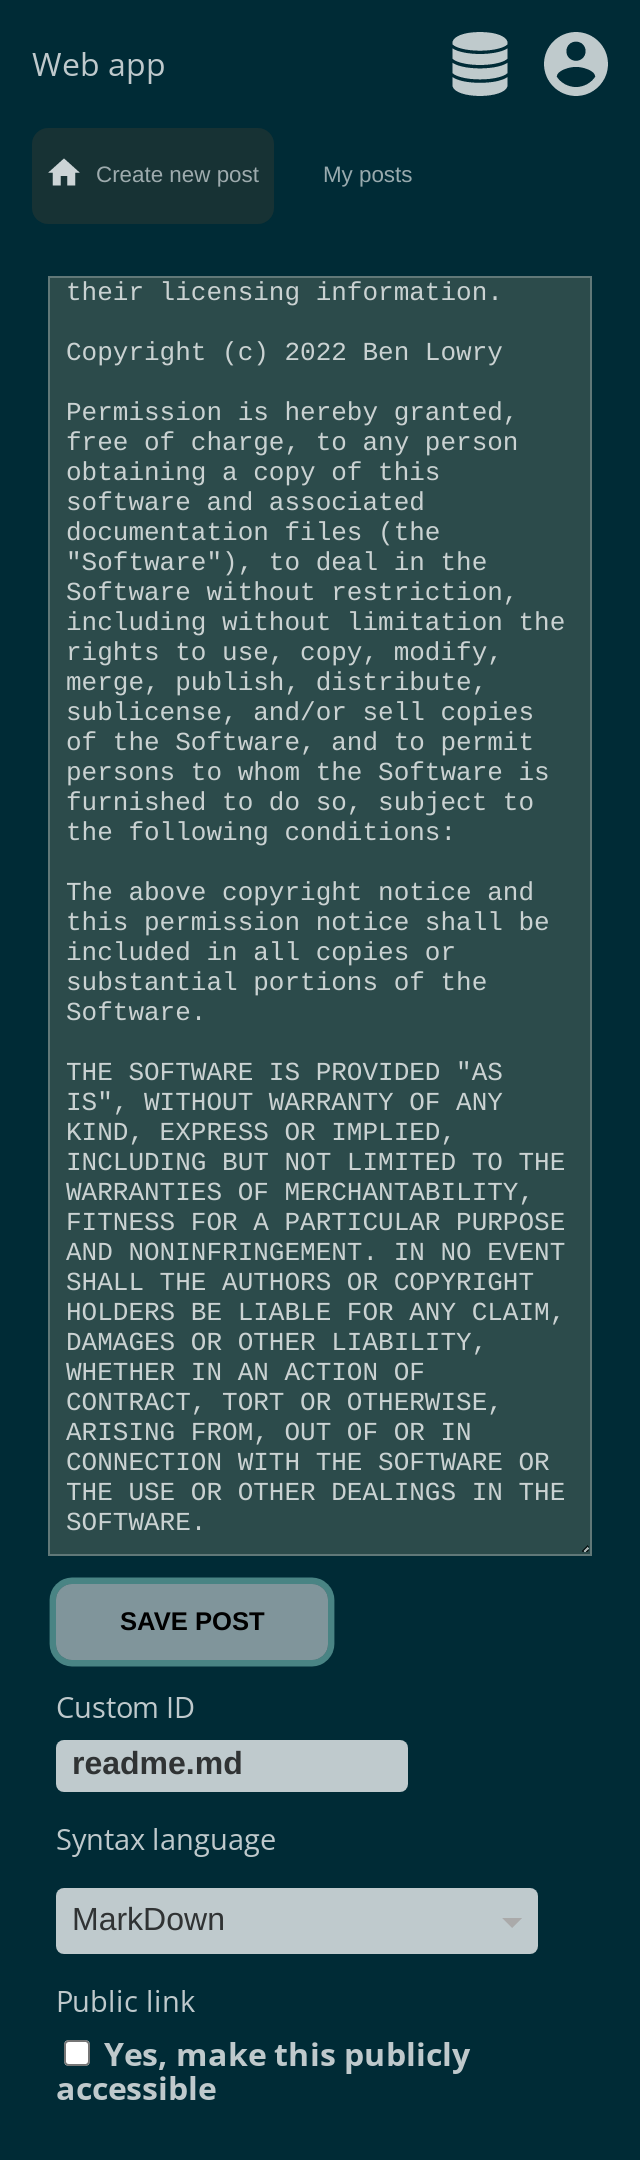 Web app
Create new post
My posts
their licensing information.
Copyright (c) 2022 Ben Lowry
Permission is hereby granted,
free of charge, to any person
obtaining a copy of this
software and associated
documentation files (the
"Software"), to deal in the
Software without restriction,
including without limitation the
rights to use, copy, modify,
merge, publish, distribute,
sublicense, and/or sell copies
of the Software, and to permit
persons to whom the Software is
furnished to do so, subject to
the following conditions:
The above copyright notice and
this permission notice shall be
included in all copies or
substantial portions of the
Software.
THE SOFTWARE IS PROVIDED "AS
IS", WITHOUT WARRANTY OF ANY
KIND, EXPRESS OR IMPLIED,
INCLUDING BUT NOT LIMITED TO THE
WARRANTIES OF MERCHANTABILITY,
FITNESS FOR A PARTICULAR PURPOSE
AND NONINFRINGEMENT. IN NO EVENT
SHALL THE AUTHORS OR COPYRIGHT
HOLDERS BE LIABLE FOR ANY CLAIM,
DAMAGES OR OTHER LIABILITY,
WHETHER IN AN ACTION OF
CONTRACT, TORT OR OTHERWISE,
ARISING FROM, OUT OF OR IN
CONNECTION WITH THE SOFTWARE OR
THE USE OR OTHER DEALINGS IN THE
SOFTWARE.
SAVE POST
Custom ID
readme.md
Syntax language
MarkDown
Public link
Yes, make this publicly
accessible